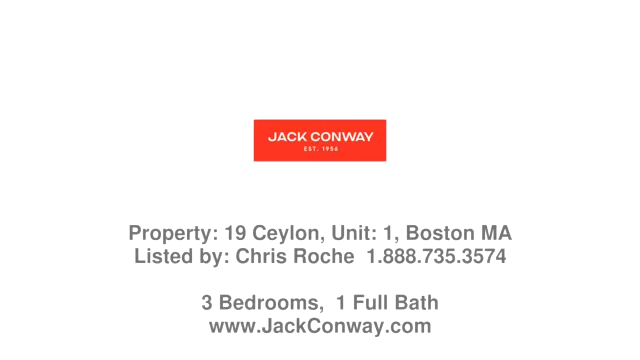 JACK CONWAY
EST. 1956
Property: 19 Ceylon, Unit: 1, Boston MA
Listed by: Chris Roche  1.888.735.3574
3 Bedrooms,  1 Full Bath
www.JackConway.com